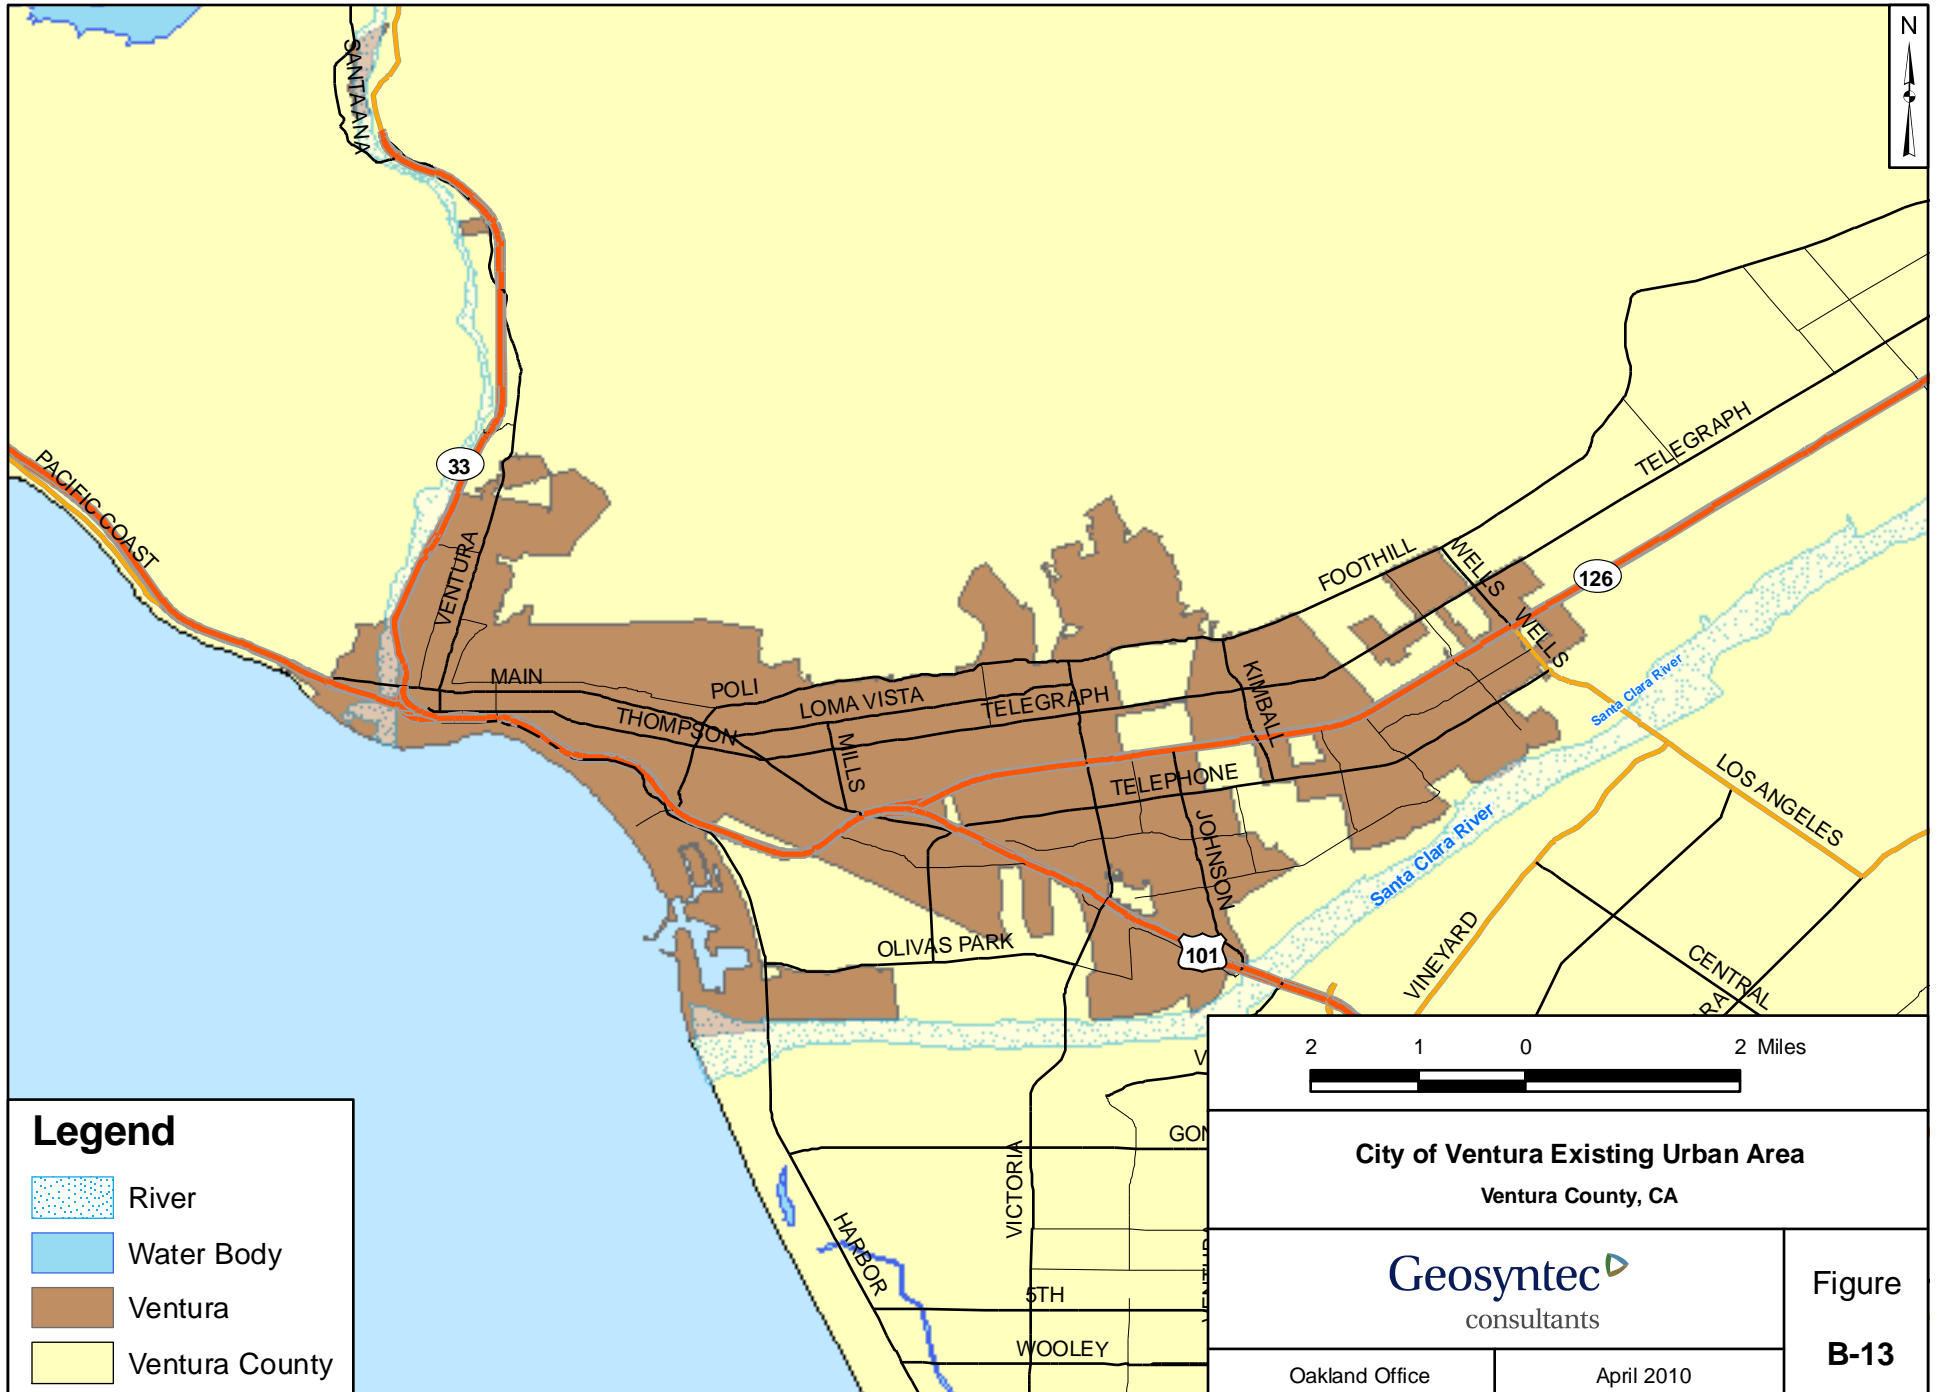 N
SANTA ANA
33
PACIFIC COAST
VENTURA
MAIN
POLI
THOMPSON
LOMA VISTA
TELEGRAPH
MILLS
KIMBALL
FOOTHILL
WELLS
WELLS
TELEGRAPH
126
Santa Clara River
TELEPHONE
JOHNSON
Santa Clara River
LOS ANGELES
OLIVAS PARK
101
VINEYARD
CENTRAL
RA
V
GON
VICTORIA
HARBOR
VENTURA
5TH
WOOLEY
2 1 0 2 Miles
City of Ventura Existing Urban Area
Ventura County, CA
Geosyntec
consultants
Figure
B-13
Oakland Office
April 2010
Legend
River
Water Body
Ventura
Ventura County